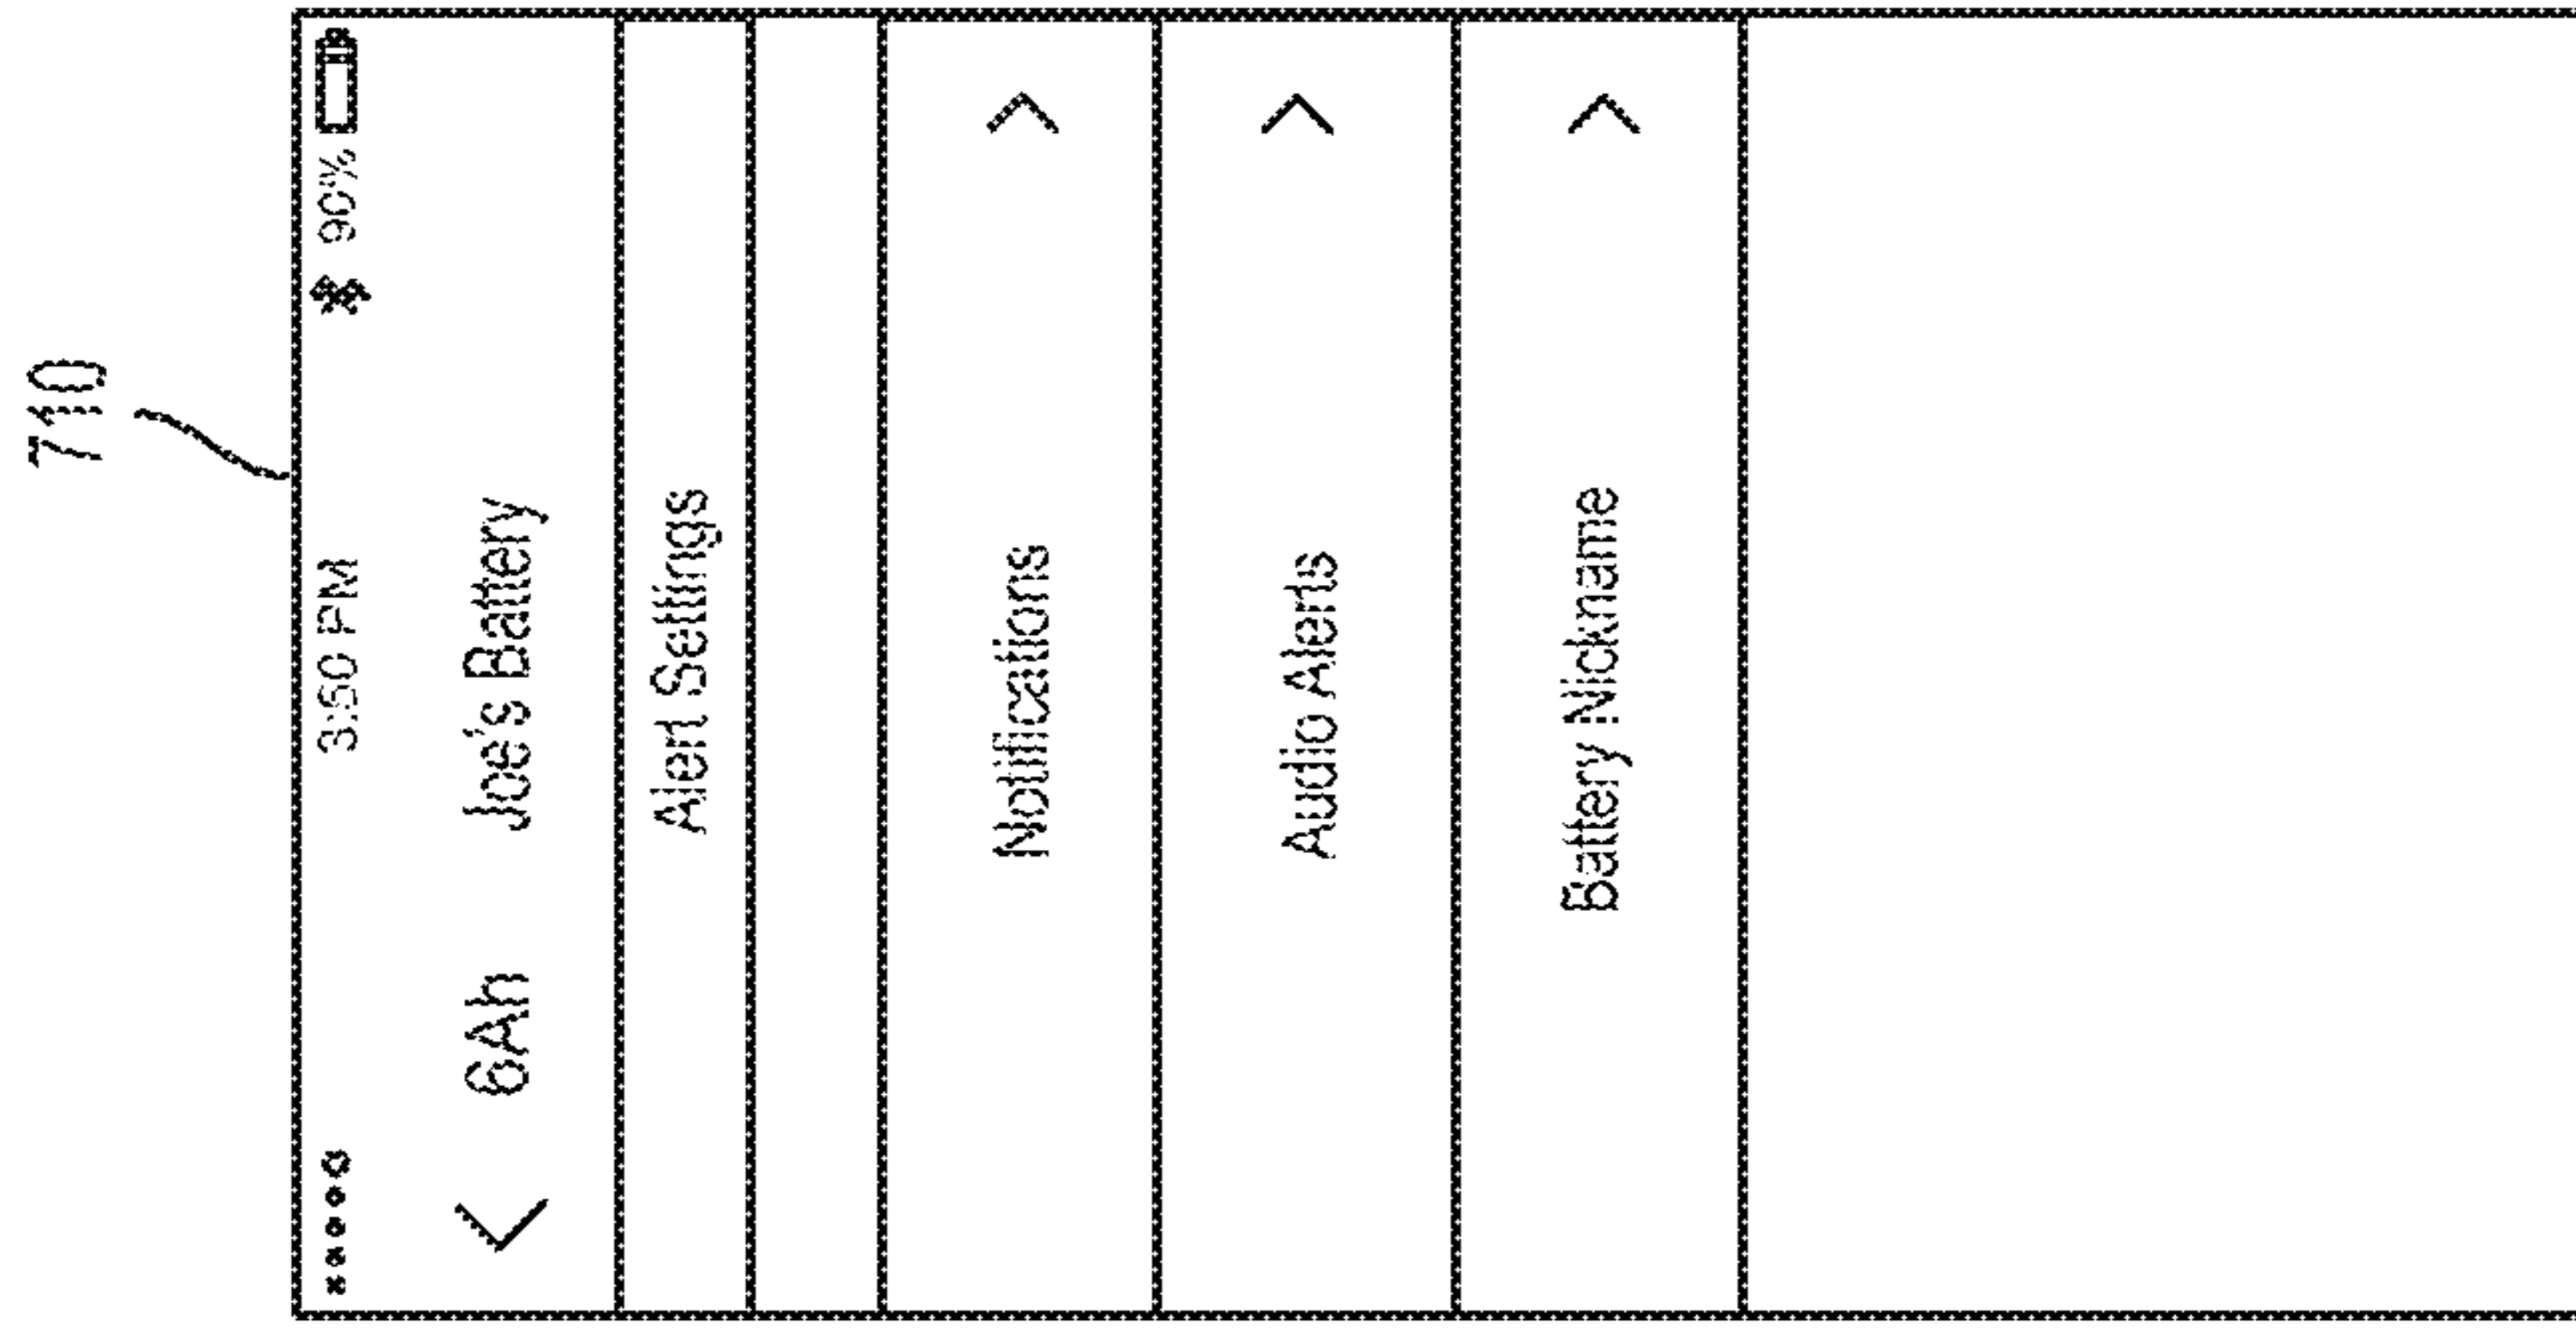 710
3:50 PM 90%
6Ah Joe's Battery
Alert Settings
Notifications
Audio Alerts
Battery Nickname